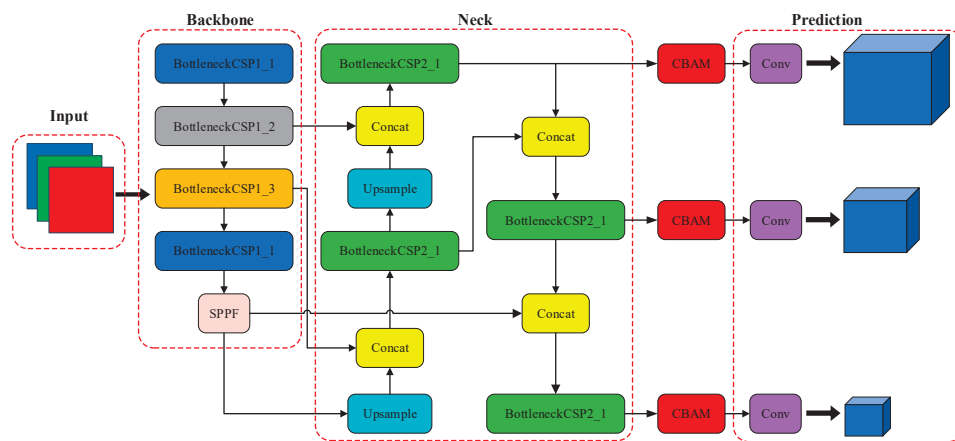 Backbone
Neck
Prediction
Input
BottleneckCSP1_1
BottleneckCSP1_2
BottleneckCSP1_3
BottleneckCSP1_1
SPPF
BottleneckCSP2_1
Concat
Upsample
BottleneckCSP2_1
Concat
Upsample
Concat
BottleneckCSP2_1
Concat
BottleneckCSP2_1
CBAM
Conv
CBAM
Conv
CBAM
Conv